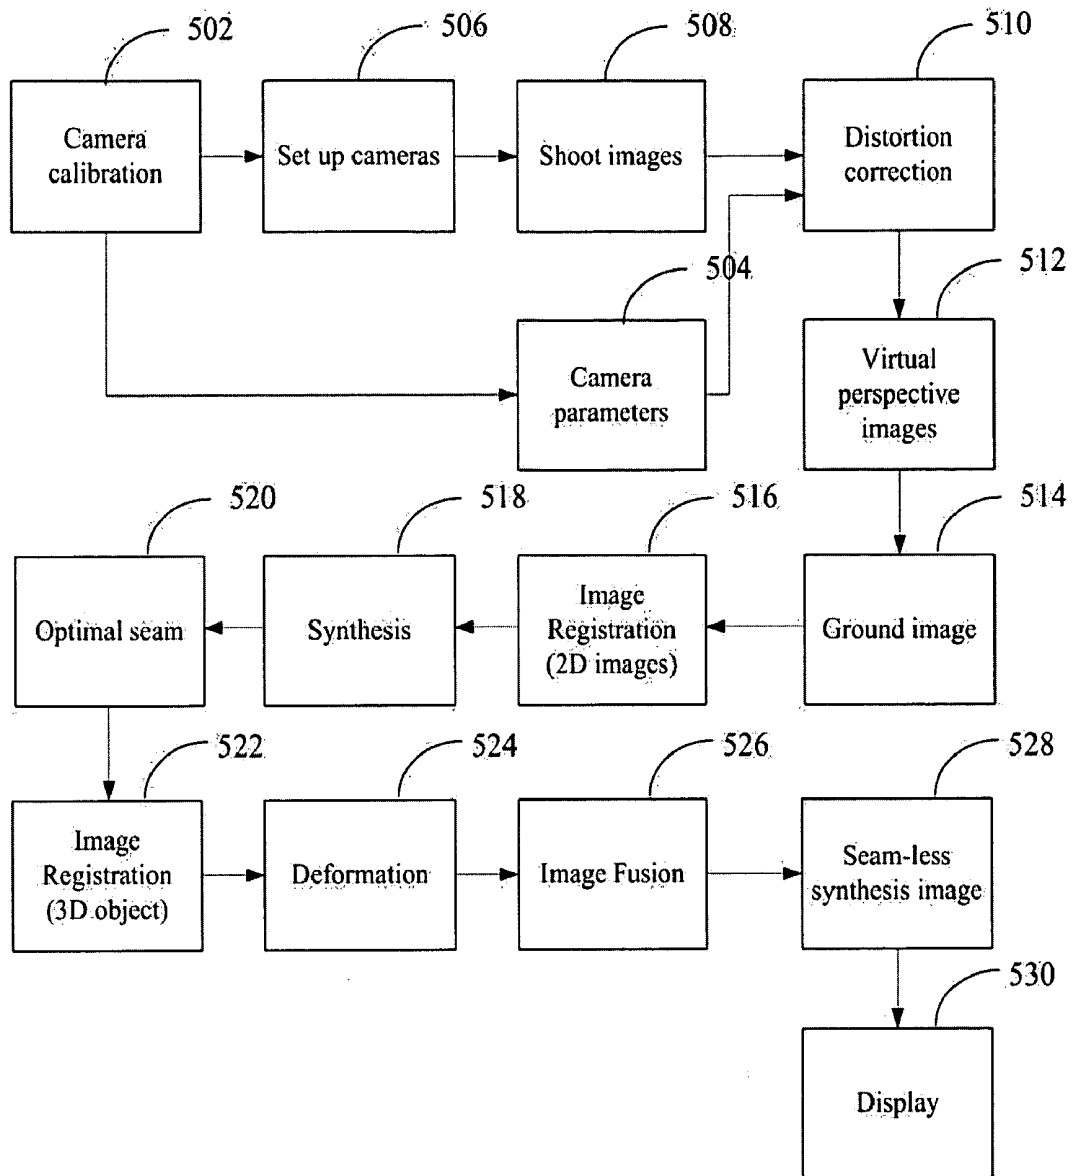 502
506
508
510
Camera
calibration
Set up cameras
Shoot images
Distortion
correction
504
512
Camera
parameters
Virtual
perspective
images
520
518
516
514
Optimal seam
Synthesis
Image
Registration
(2D images)
Ground image
522
524
526
528
Image
Registration
(3D object)
Deformation
Image Fusion
Seam-less
synthesis image
530
Display